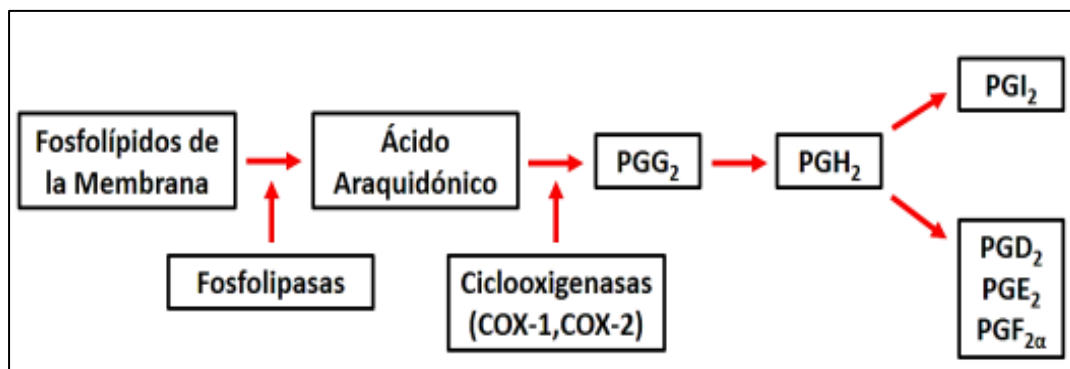 Fosfolípidos de
la Membrana
Ácido
Araquidónico
PGG₂
PGH₂
PGI₂
Fosfolipasas
Ciclooxigenasas
(COX-1,COX-2)
PGD₂
PGE₂
PGF₂α